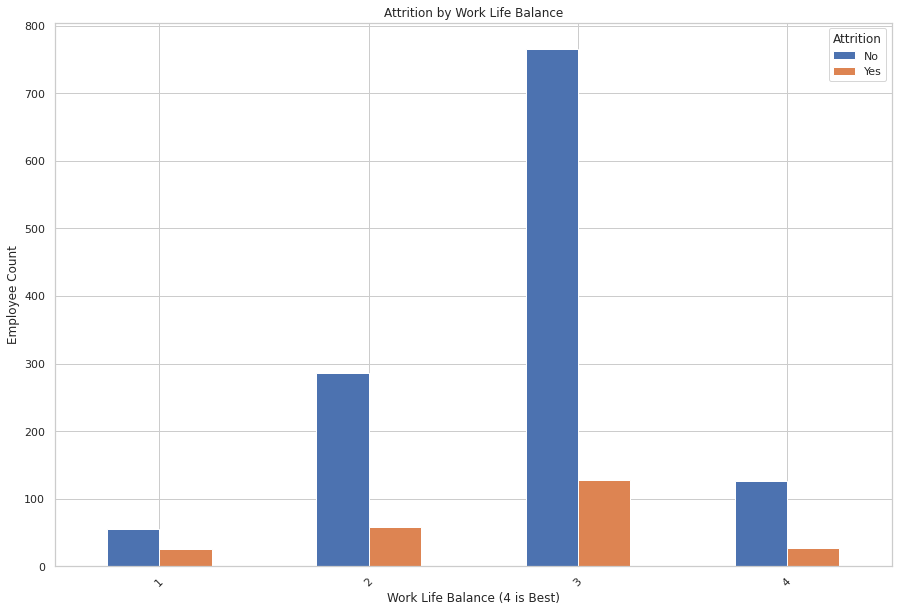 Attrition by Work Life Balance
Attrition
No
Yes
800
700
600
500
400
300
200
100
0
Employee Count
1
2
3
4
Work Life Balance (4 is Best)